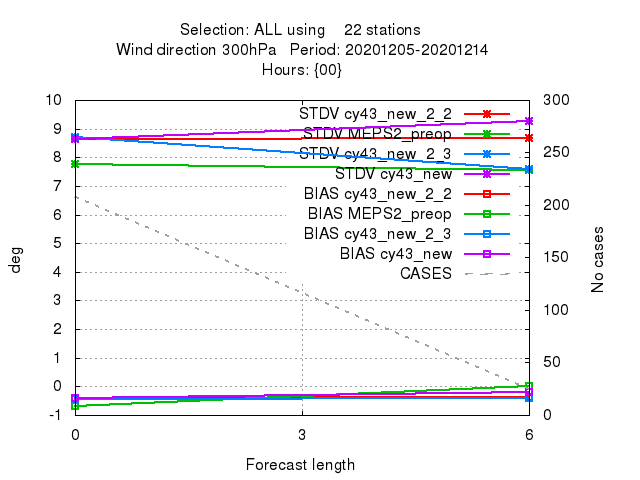 Selection: ALL using 22 stations
Wind direction 300hPa Period: 20201205-20201214
Hours: {00}
10
9
8
7
6
5
4
3
2
1
0
-1
deg
300
250
200
150
100
50
0
No cases
STDV cy43_new_2_2
STDV MEPS2_preop
STDV cy43_new_2_3
STDV cy43_new
BIAS cy43_new_2_2
BIAS MEPS2_preop
BIAS cy43_new_2_3
BIAS cy43_new
CASES
0 3 6
Forecast length